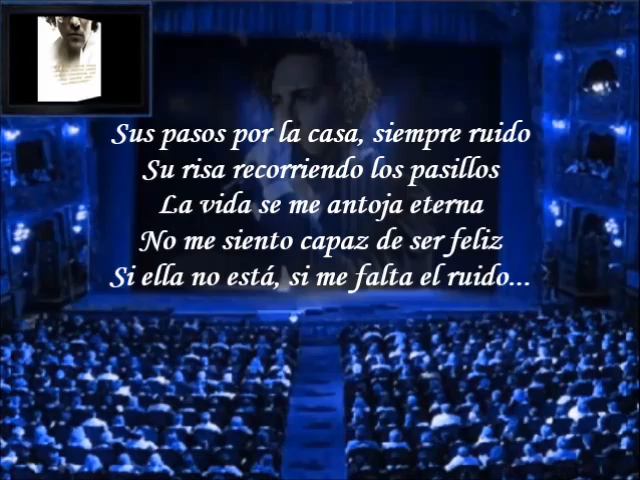 Sus pasos por la casa, siempre ruido
Su risa recorriendo los pasillos
La vida se me antoja eterna
No me siento capaz de ser feliz
Si ella no está, si me falta el ruido...